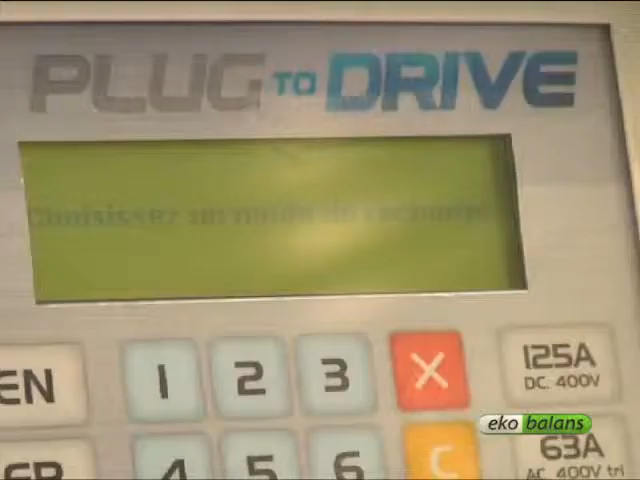 PLUG TO DRIVE
Choisissez un mode de recharge
EN 1 2 3 X 125A
DC. 400V
eko balans
FR 4 5 6 C 63A
AC. 400V tri